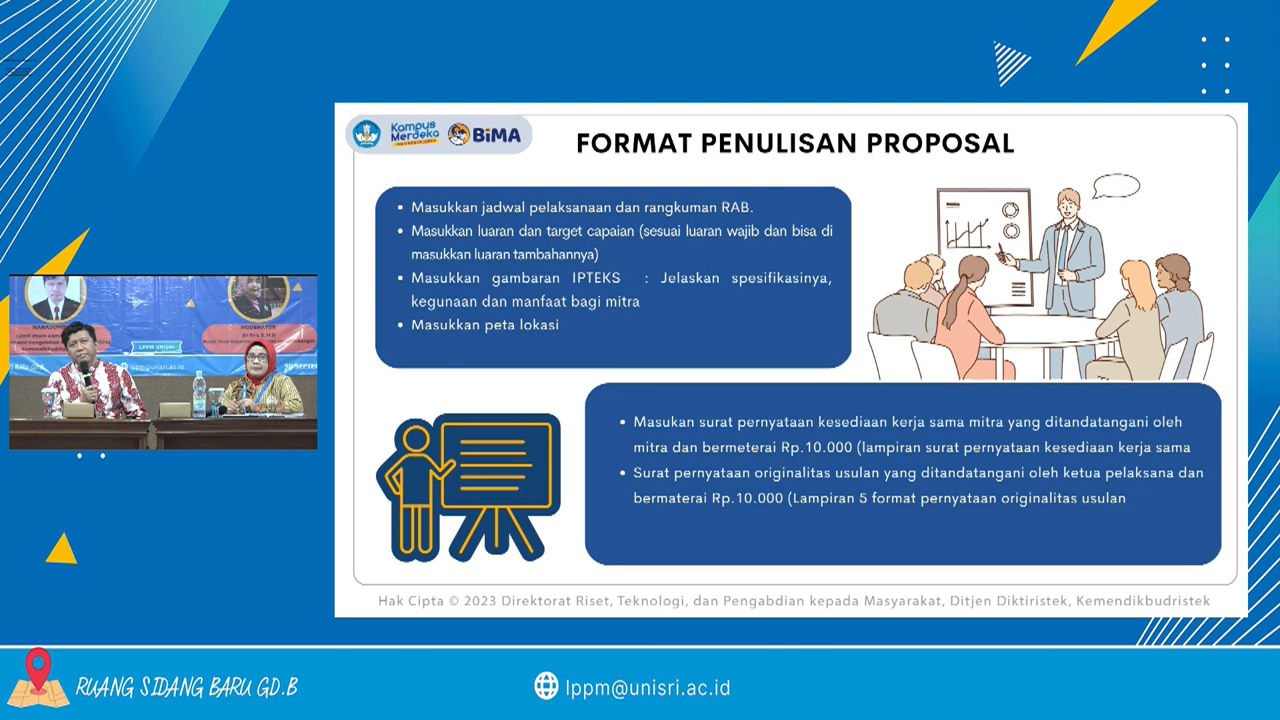 Kampus
Merdeka
BiMA
FORMAT PENULISAN PROPOSAL
• Masukkan jadwal pelaksanaan dan rangkuman RAB.
• Masukkan luaran dan target capaian (sesuai luaran wajib dan bisa di
masukkan luaran tambahannya)
• Masukkan gambaran IPTEKS : Jelaskan spesifikasinya,
kegunaan dan manfaat bagi mitra
• Masukkan peta lokasi
MODERATOR
LPPM UNISRI
• Masukan surat pernyataan kesediaan kerja sama mitra yang ditandatangani oleh
mitra dan bermeterai Rp.10.000 (lampiran surat pernyataan kesediaan kerja sama
• Surat pernyataan originalitas usulan yang ditandatangani oleh ketua pelaksana dan
bermaterai Rp.10.000 (Lampiran 5 format pernyataan originalitas usulan
Hak Cipta © 2023 Direktorat Riset, Teknologi, dan Pengabdian kepada Masyarakat, Ditjen Diktiristek, Kemendikbudristek
RUANG SIDANG BARU GD.B
lppm@unisri.ac.id